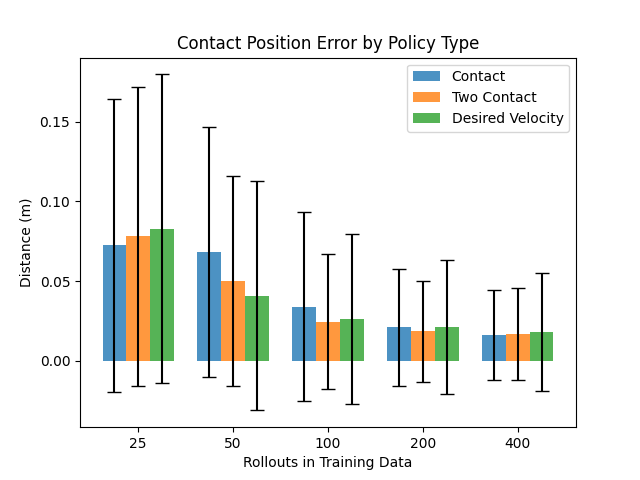 Contact Position Error by Policy Type
Contact
Two Contact
Desired Velocity
0.15
0.10
0.05
0.00
Distance (m)
25 50 100 200 400
Rollouts in Training Data